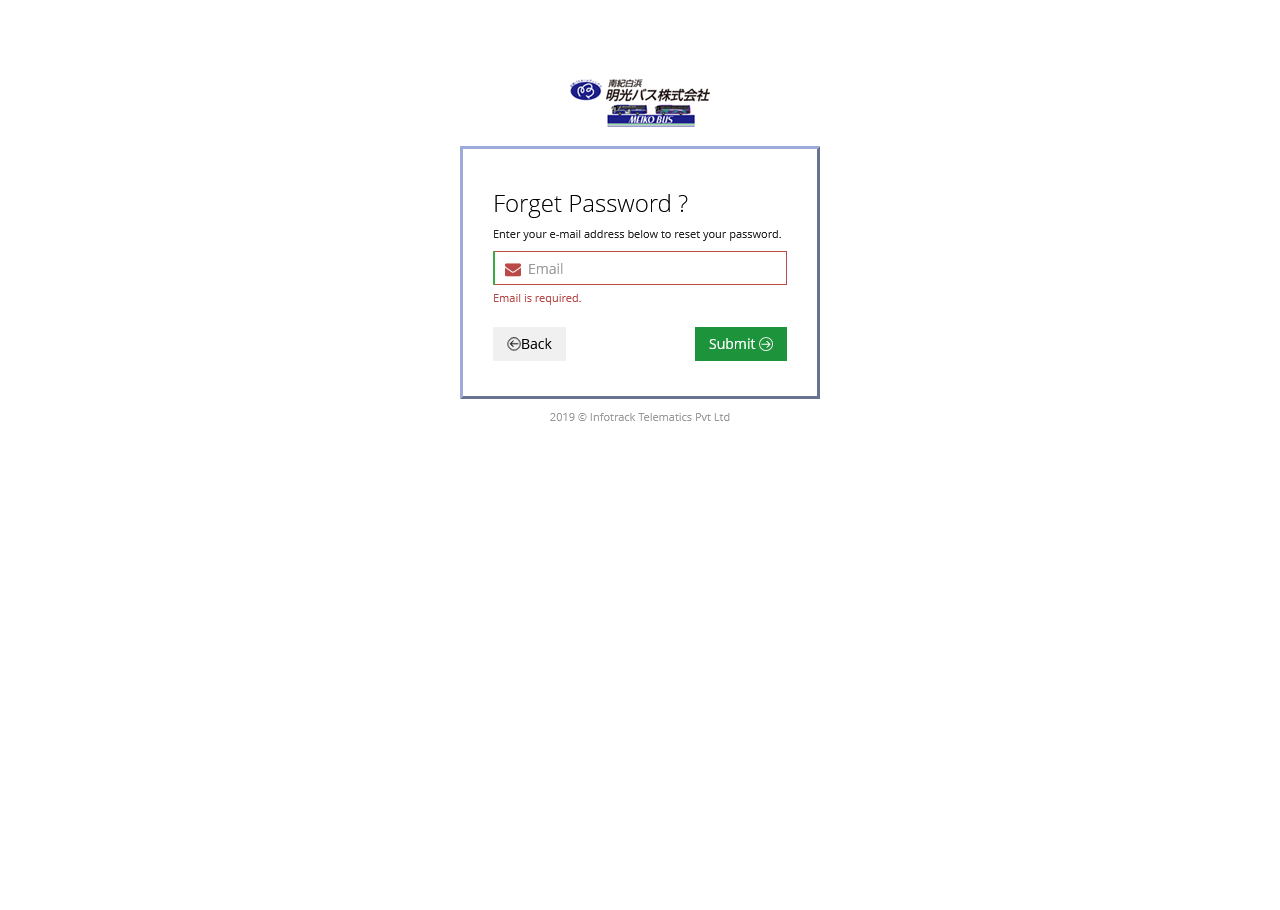 南紀白浜
明光バス株式会社
MEIKO BUS
Forget Password ?
Enter your e-mail address below to reset your password.
Email
Email is required.
Back
Submit
2019 © Infotrack Telematics Pvt Ltd